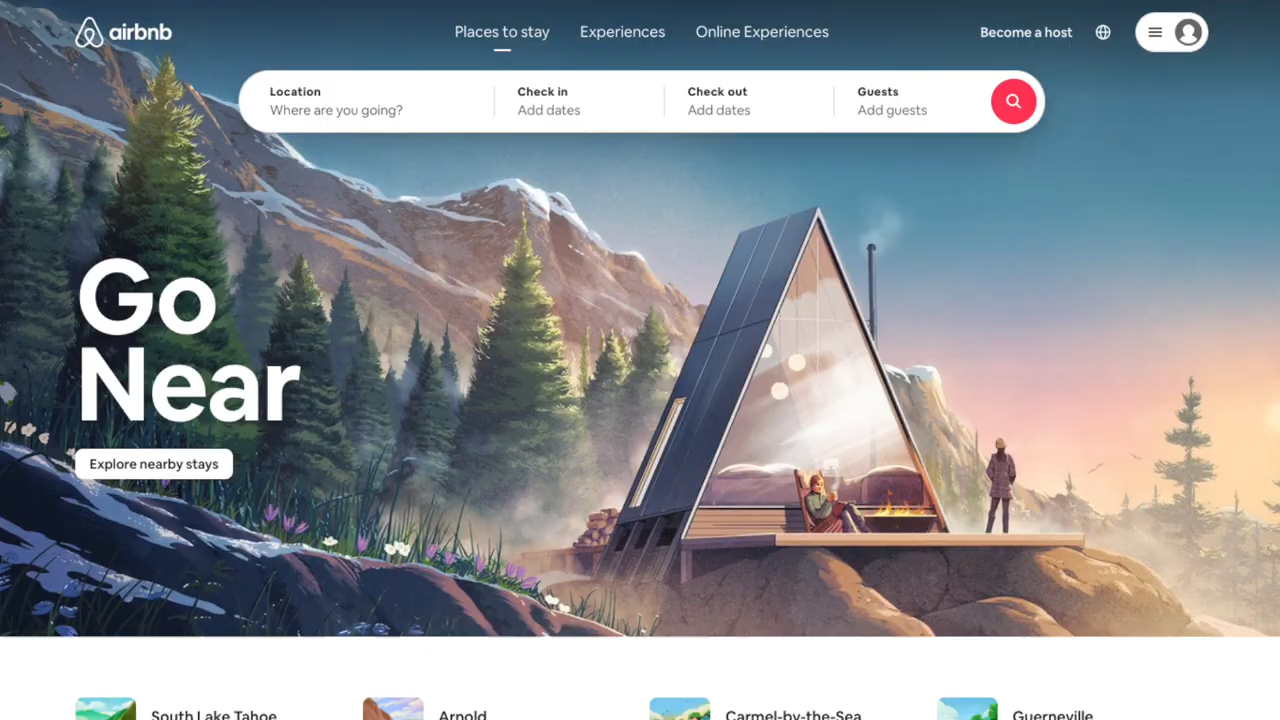 airbnb
Places to stay
Experiences
Online Experiences
Become a host
Location
Where are you going?
Check in
Add dates
Check out
Add dates
Guests
Add guests
Go
Near
Explore nearby stays
South Lake Tahoe
Arnold
Carmel-by-the-Sea
Guerneville